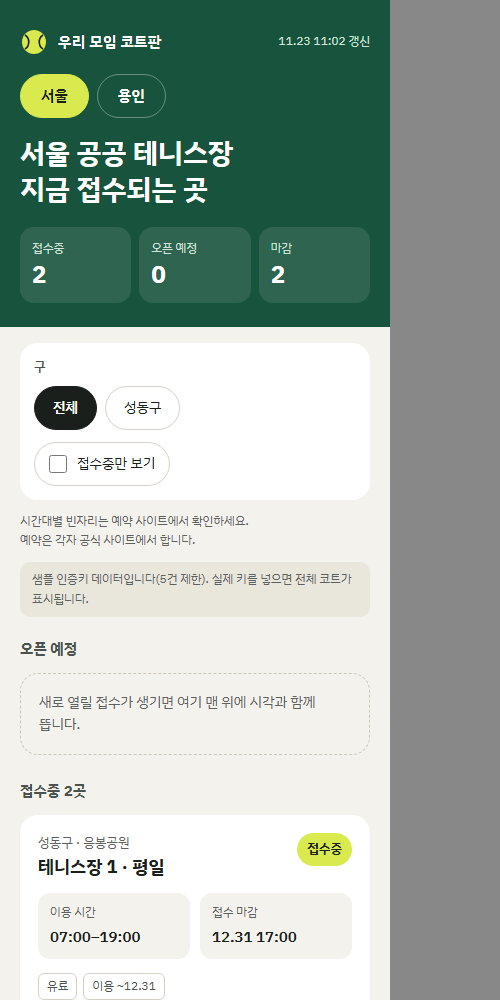 우리 모임 코트판
11.23 11:02 갱신
서울
용인
서울 공공 테니스장
지금 접수되는 곳
접수중
2
오픈 예정
0
마감
2
구
전체
성동구
접수중만 보기
시간대별 빈자리는 예약 사이트에서 확인하세요.
예약은 각자 공식 사이트에서 합니다.
샘플 인증키 데이터입니다(5건 제한). 실제 키를 넣으면 전체 코트가
표시됩니다.
오픈 예정
새로 열릴 접수가 생기면 여기 맨 위에 시각과 함께
뜹니다.
접수중 2곳
성동구 · 응봉공원
접수중
테니스장 1 · 평일
이용 시간
07:00–19:00
접수 마감
12.31 17:00
유료
이용 ~12.31